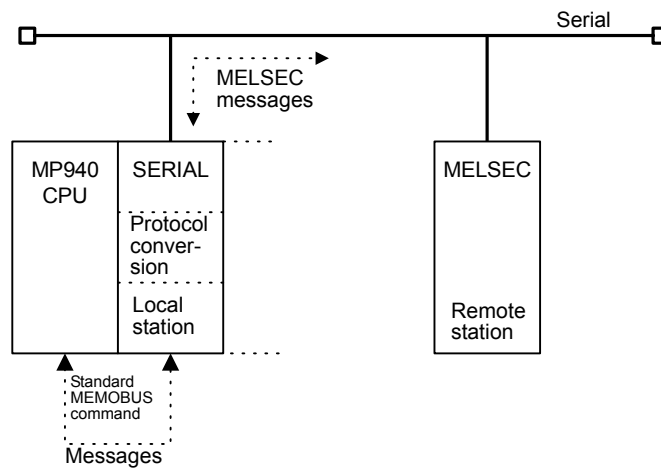 Serial
MELSEC
messages
MP940
CPU
SERIAL
Protocol
conver-
sion
Local
station
MELSEC
Remote
station
Standard
MEMOBUS
command
Messages